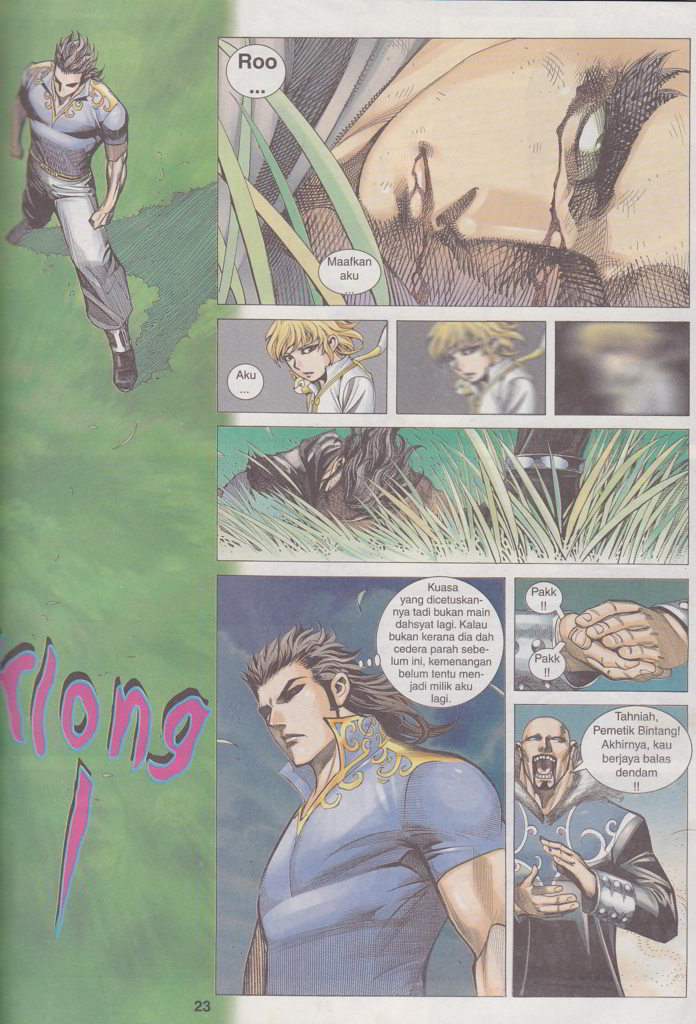 Roo
...
Maafkan
aku
...
Aku
...
Kuasa
yang dicetuskan-
nya tadi bukan main
dahsyat lagi. Kalau
bukan kerana dia dah
cedera parah sebe-
lum ini, kemenangan
belum tentu men-
jadi milik aku
lagi.
Pakk
!!
Pakk
!!
Tahniah,
Pemetik Bintang!
Akhirnya, kau
berjaya balas
dendam
!!
rlong
23